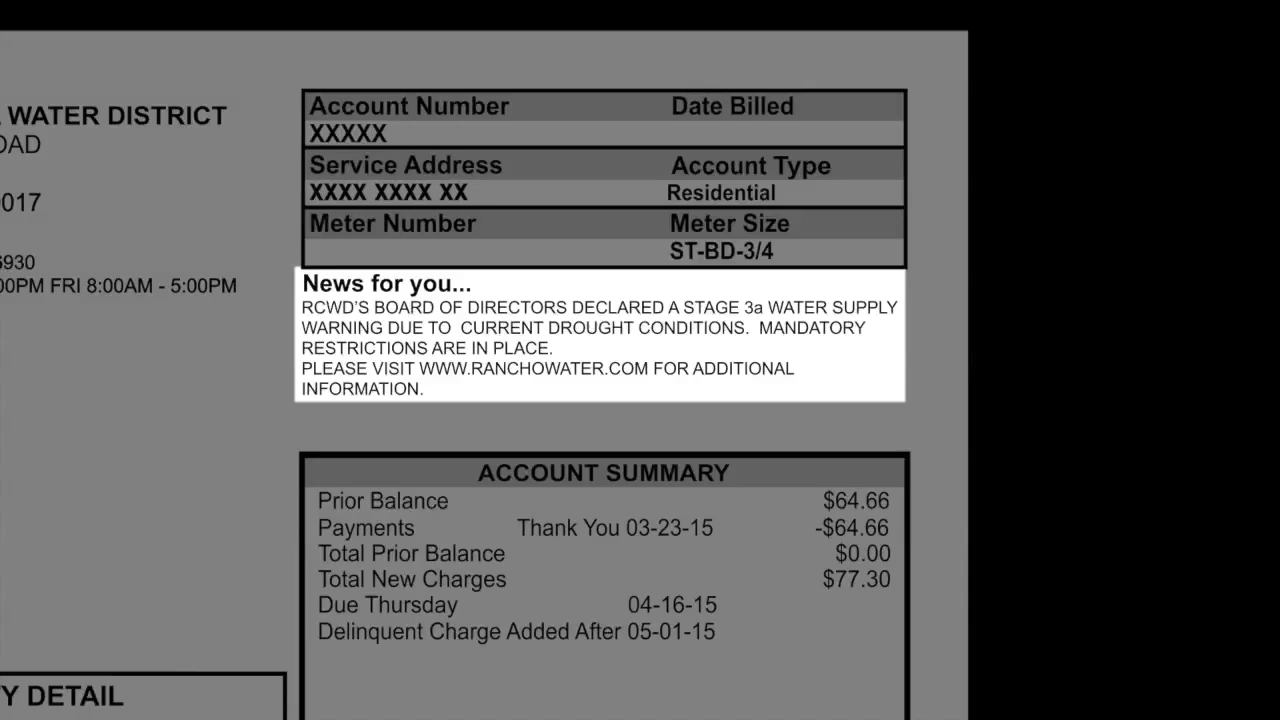 WATER DISTRICT
OAD
0017
6930
00PM FRI 8:00AM - 5:00PM
Account Number Date Billed
XXXXX
Service Address Account Type
XXXX XXXX XX Residential
Meter Number Meter Size
ST-BD-3/4
News for you...
RCWD'S BOARD OF DIRECTORS DECLARED A STAGE 3a WATER SUPPLY
WARNING DUE TO CURRENT DROUGHT CONDITIONS. MANDATORY
RESTRICTIONS ARE IN PLACE.
PLEASE VISIT WWW.RANCHOWATER.COM FOR ADDITIONAL
INFORMATION.
ACCOUNT SUMMARY
Prior Balance $64.66
Payments Thank You 03-23-15 -$64.66
Total Prior Balance $0.00
Total New Charges $77.30
Due Thursday 04-16-15
Delinquent Charge Added After 05-01-15
Y DETAIL